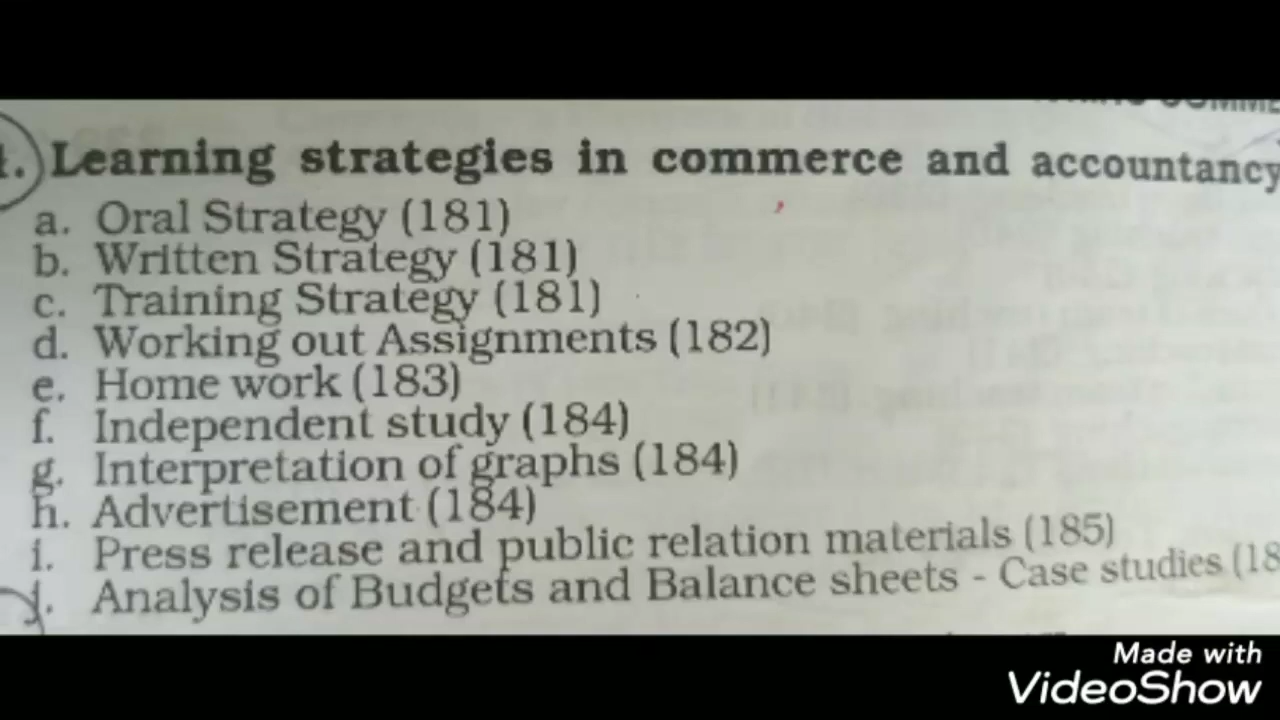 Learning strategies in commerce and accountancy
a. Oral Strategy (181)
b. Written Strategy (181)
c. Training Strategy (181)
d. Working out Assignments (182)
e. Home work (183)
f. Independent study (184)
g. Interpretation of graphs (184)
h. Advertisement (184)
i. Press release and public relation materials (185)
j. Analysis of Budgets and Balance sheets - Case studies (18
Made with
VideoShow